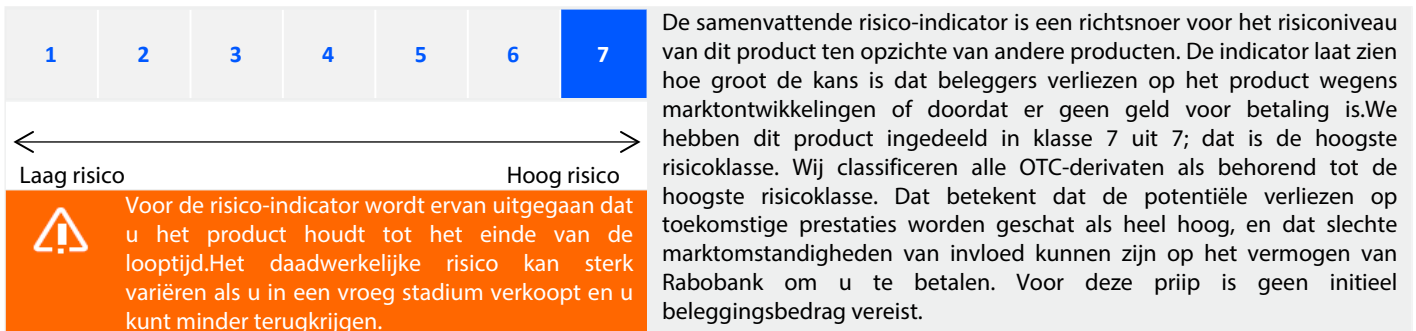 1 2 3 4 5 6 7
Laag risico Hoog risico
Voor de risico-indicator wordt ervan uitgegaan dat
u het product houdt tot het einde van de
looptijd.Het daadwerkelijke risico kan sterk
variëren als u in een vroeg stadium verkoopt en u
kunt minder terugkrijgen.
De samenvattende risico-indicator is een richtsnoer voor het risiconiveau
van dit product ten opzichte van andere producten. De indicator laat zien
hoe groot de kans is dat beleggers verliezen op het product wegens
marktontwikkelingen of doordat er geen geld voor betaling is.We
hebben dit product ingedeeld in klasse 7 uit 7; dat is de hoogste
risicoklasse. Wij classificeren alle OTC-derivaten als behorend tot de
hoogste risicoklasse. Dat betekent dat de potentiële verliezen op
toekomstige prestaties worden geschat als heel hoog, en dat slechte
marktomstandigheden van invloed kunnen zijn op het vermogen van
Rabobank om u te betalen. Voor deze priip is geen initieel
beleggingsbedrag vereist.